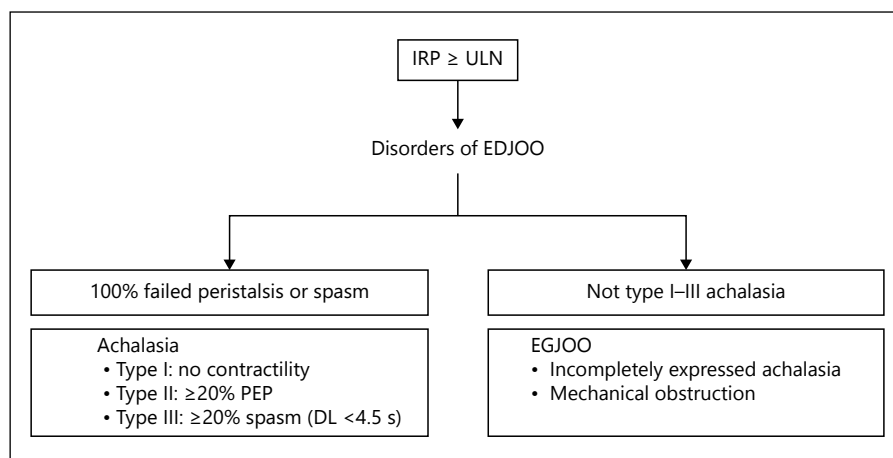 IRP ≥ ULN
Disorders of EDJOO
100% failed peristalsis or spasm
Not type I–III achalasia
Achalasia
• Type I: no contractility
• Type II: ≥20% PEP
• Type III: ≥20% spasm (DL <4.5 s)
EGJOO
• Incompletely expressed achalasia
• Mechanical obstruction